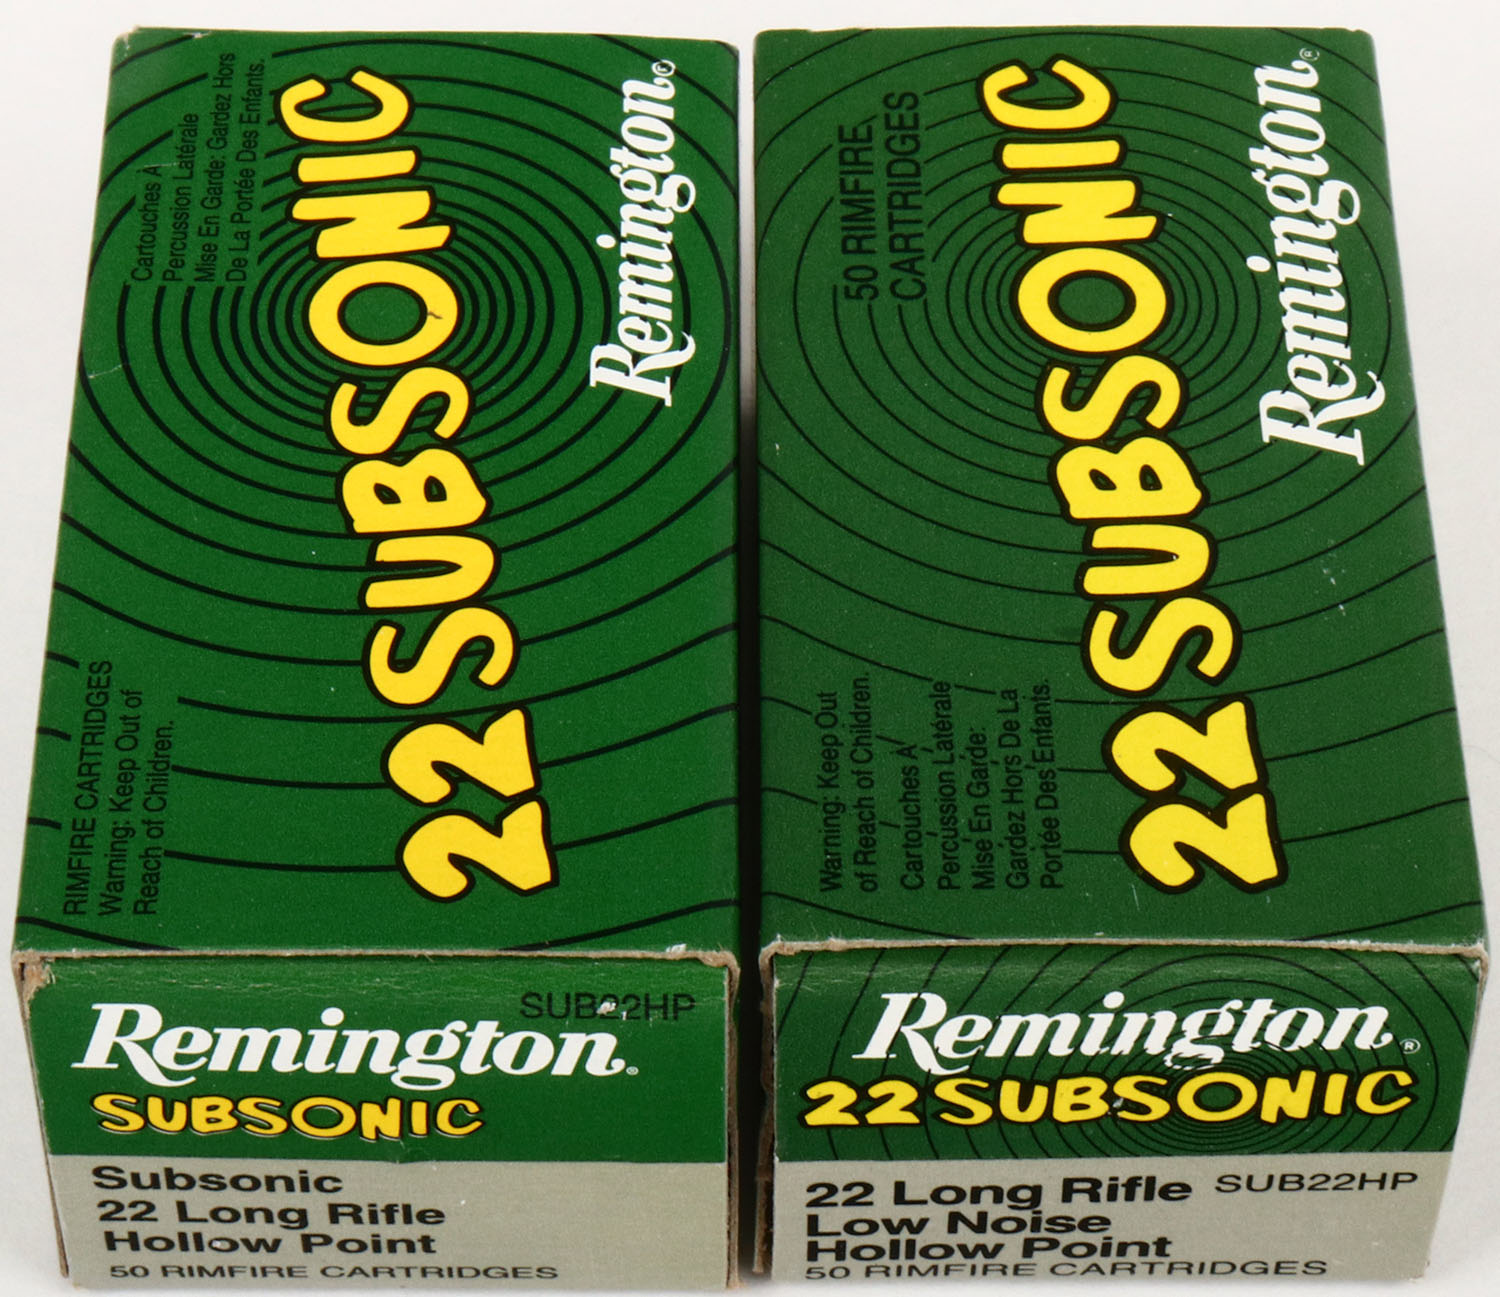 Cartouches À
Percussion Latérale
Mise En Garde: Gardez Hors
De La Portée Des Enfants.
RIMFIRE CARTRIDGES
Warning: Keep Out of
Reach of Children.
22 SUBSONIC
Remington®
Remington®
SUB22HP
SUBSONIC
Subsonic
22 Long Rifle
Hollow Point
50 RIMFIRE CARTRIDGES
50 RIMFIRE
CARTRIDGES
Warning: Keep Out
of Reach of Children.
Cartouches À
Percussion Latérale
Mise En Garde:
Gardez Hors De La
Portée Des Enfants.
22 SUBSONIC
Remington®
Remington®
22 SUBSONIC
22 Long Rifle SUB22HP
Low Noise
Hollow Point
50 RIMFIRE CARTRIDGES